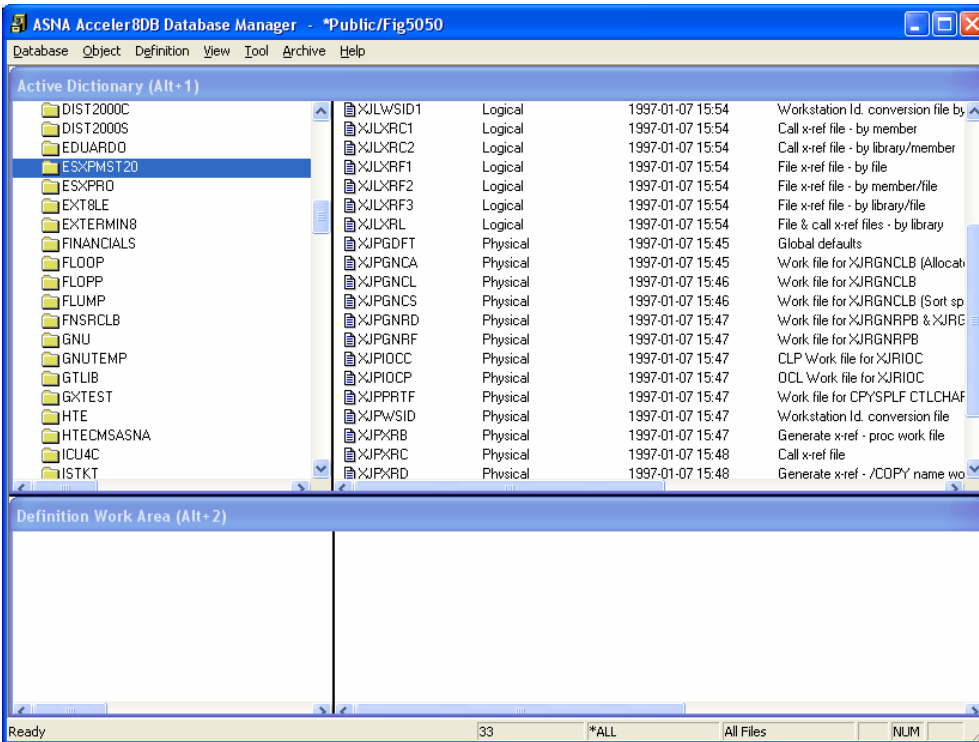 ASNA Acceler8DB Database Manager - *Public/Fig5050
Database Object Definition View Tool Archive Help
Active Dictionary (Alt+1)
DIST2000C
DIST2000S
EDUARDO
ESXPMST20
ESXPRO
EXT8LE
EXTERMIN8
FINANCIALS
FLOOP
FLOPP
FLUMP
FNSRCLB
GNU
GNUTEMP
GTLIB
GXTEST
HTE
HTECMSASNA
ICU4C
ISTKT
XJLWSID1 Logical 1997-01-07 15:54 Workstation Id. conversion file by
XJLXRC1 Logical 1997-01-07 15:54 Call x-ref file - by member
XJLXRC2 Logical 1997-01-07 15:54 Call x-ref file - by library/member
XJLXRF1 Logical 1997-01-07 15:54 File x-ref file - by file
XJLXRF2 Logical 1997-01-07 15:54 File x-ref file - by member/file
XJLXRF3 Logical 1997-01-07 15:54 File x-ref file - by library/file
XJLXRL Logical 1997-01-07 15:54 File & call x-ref files - by library
XJPGDFT Physical 1997-01-07 15:45 Global defaults
XJPGNCA Physical 1997-01-07 15:45 Work file for XJRGNCLB (Allocat
XJPGNCL Physical 1997-01-07 15:46 Work file for XJRGNCLB
XJPGNCS Physical 1997-01-07 15:46 Work file for XJRGNCLB (Sort sp
XJPGNRD Physical 1997-01-07 15:47 Work file for XJRGNRPB & XJRG
XJPGNRF Physical 1997-01-07 15:47 Work file for XJRGNRPB
XJPIOCC Physical 1997-01-07 15:47 CLP Work file for XJRIOC
XJPIOCP Physical 1997-01-07 15:47 OCL Work file for XJRIOC
XJPPRTF Physical 1997-01-07 15:47 Work file for CPYSPLF CTLCHAR
XJPWSID Physical 1997-01-07 15:47 Workstation Id. conversion file
XJPXRB Physical 1997-01-07 15:47 Generate x-ref - proc work file
XJPXRC Physical 1997-01-07 15:48 Call x-ref file
XJPXRD Physical 1997-01-07 15:48 Generate x-ref - /COPY name wo
Definition Work Area (Alt+2)
Ready 33 *ALL All Files NUM